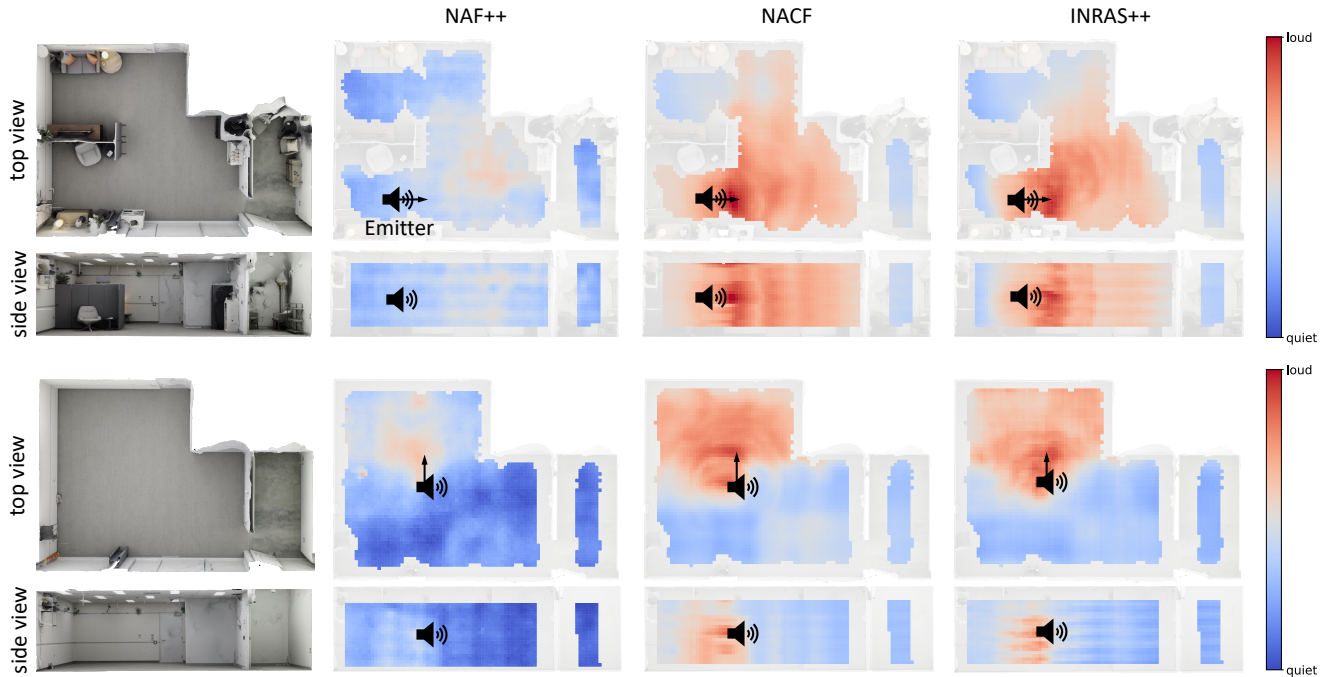 NAF++ NACF INRAS++
loud
top view
Emitter
side view
quiet
loud
top view
side view
quiet